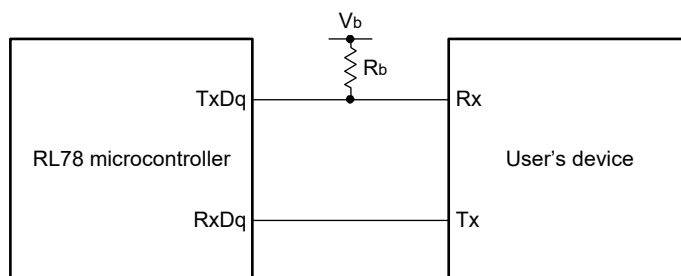 Vb
Rb
TxDq
Rx
RL78 microcontroller
User's device
RxDq
Tx